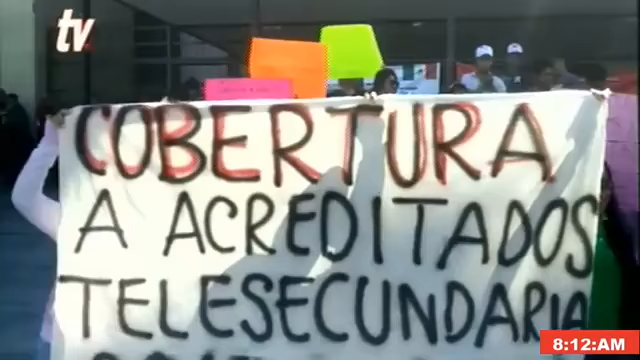 tv.
COBERTURA
A ACREDITADOS
TELESECUNDARIA
8:12:AM